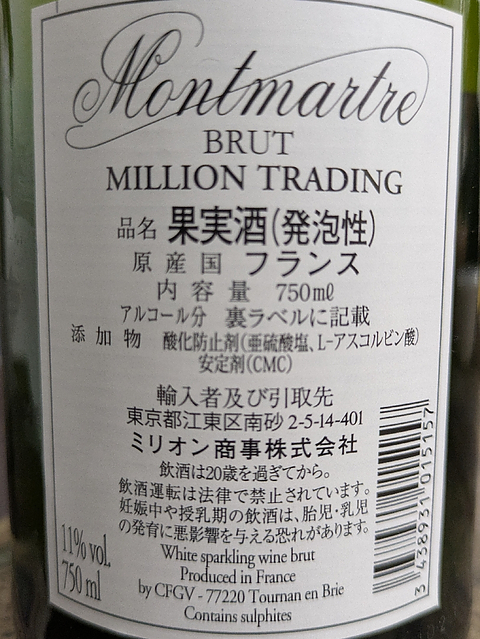 Montmartre
BRUT
MILLION TRADING
品名 果実酒(発泡性)
原産国 フランス
内容量 750mℓ
アルコール分 裏ラベルに記載
添加物 酸化防止剤(亜硫酸塩、L-アスコルビン酸)
安定剤(CMC)
輸入者及び引取先
東京都江東区南砂 2-5-14-401
ミリオン商事株式会社
飲酒は20歳を過ぎてから。
飲酒運転は法律で禁止されています。
妊娠中や授乳期の飲酒は、胎児・乳児
の発育に悪影響を与える恐れがあります。
11% vol.
750 ml
White sparkling wine brut
Produced in France
by CFGV - 77220 Tournan en Brie
Contains sulphites
3 438931 015157